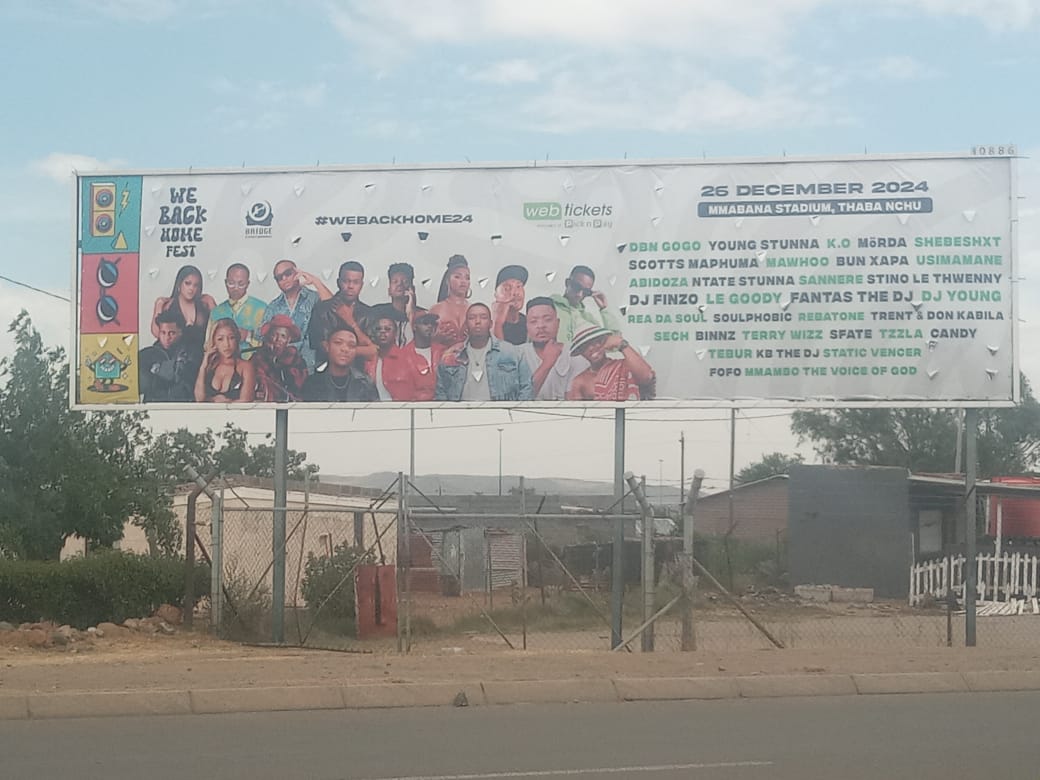 10886
WE
BACK
HOME
FEST
BRIDGE
#WEBACKHOME24
webtickets
Pick n Pay
26 DECEMBER 2024
MMABANA STADIUM, THABA NCHU
DBN GOGO YOUNG STUNNA K.O MÖRDA SHEBESHXT
SCOTTS MAPHUMA MAWHOO BUN XAPA USIMAMANE
ABIDOZA NTATE STUNNA SANNERE STINO LE THWENNY
DJ FINZO LE GOODY FANTAS THE DJ DJ YOUNG
REA DA SOUL SOULPHOBIC REBATONE TRENT & DON KABILA
SECH BINNZ TERRY WIZZ SFATE TZZLA CANDY
TEBUR KB THE DJ STATIC VENCER
FOFO MMAMBO THE VOICE OF GOD